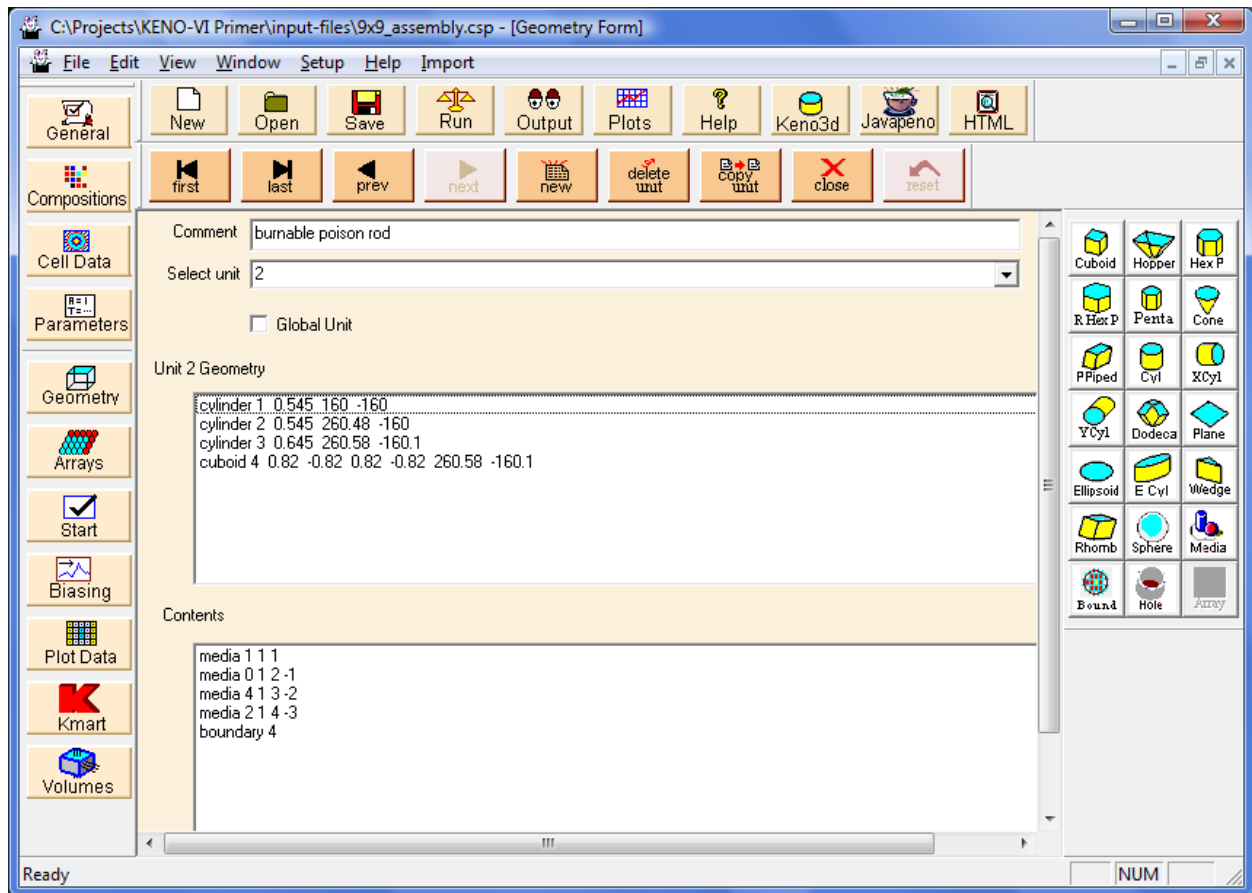 C:\Projects\KENO-VI Primer\input-files\9x9_assembly.csp - [Geometry Form]
File Edit View Window Setup Help Import
General
New Open Save Run Output Plots Help Keno3d Javapeno HTML
first last prev next new delete unit copy unit close reset
Compositions
Cell Data
Parameters
Geometry
Arrays
Start
Biasing
Plot Data
Kmart
Volumes
Comment burnable poison rod
Select unit 2
Global Unit
Unit 2 Geometry
cylinder 1 0.545 160 -160
cylinder 2 0.545 260.48 -160
cylinder 3 0.645 260.58 -160.1
cuboid 4 0.82 -0.82 0.82 -0.82 260.58 -160.1
Contents
media 1 1 1
media 0 1 2 -1
media 4 1 3 -2
media 2 1 4 -3
boundary 4
Cuboid Hopper Hex P
R Hex P Penta Cone
PPiped Cyl XCyl
YCyl Dodeca Plane
Ellipsoid E Cyl Wedge
Rhomb Sphere Media
Bound Hole Array
Ready NUM